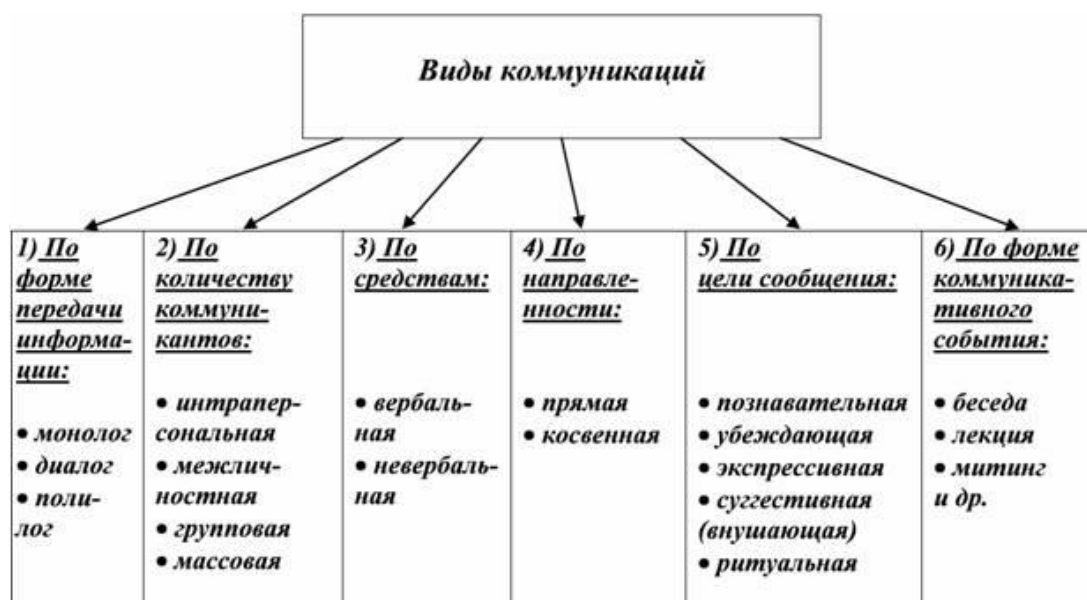 Виды коммуникаций
1) По
форме
передачи
информа-
ции:
• монолог
• диалог
• поли-
лог
2) По
количеству
коммуни-
кантов:
• интрапер-
сональная
• межлич-
ностная
• групповая
• массовая
3) По
средствам:
• вербаль-
ная
• невербаль-
ная
4) По
направле-
нности:
• прямая
• косвенная
5) По
цели сообщения:
• познавательная
• убеждающая
• экспрессивная
• суггестивная
(внушающая)
• ритуальная
6) По форме
коммуника-
тивного
события:
• беседа
• лекция
• митинг
и др.